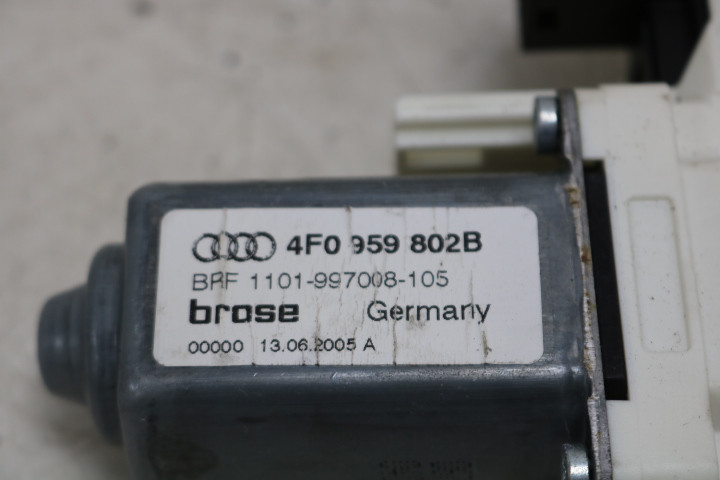 4F0 959 802B
BRF 1101-997008-105
brose Germany
00000 13.06.2005 A